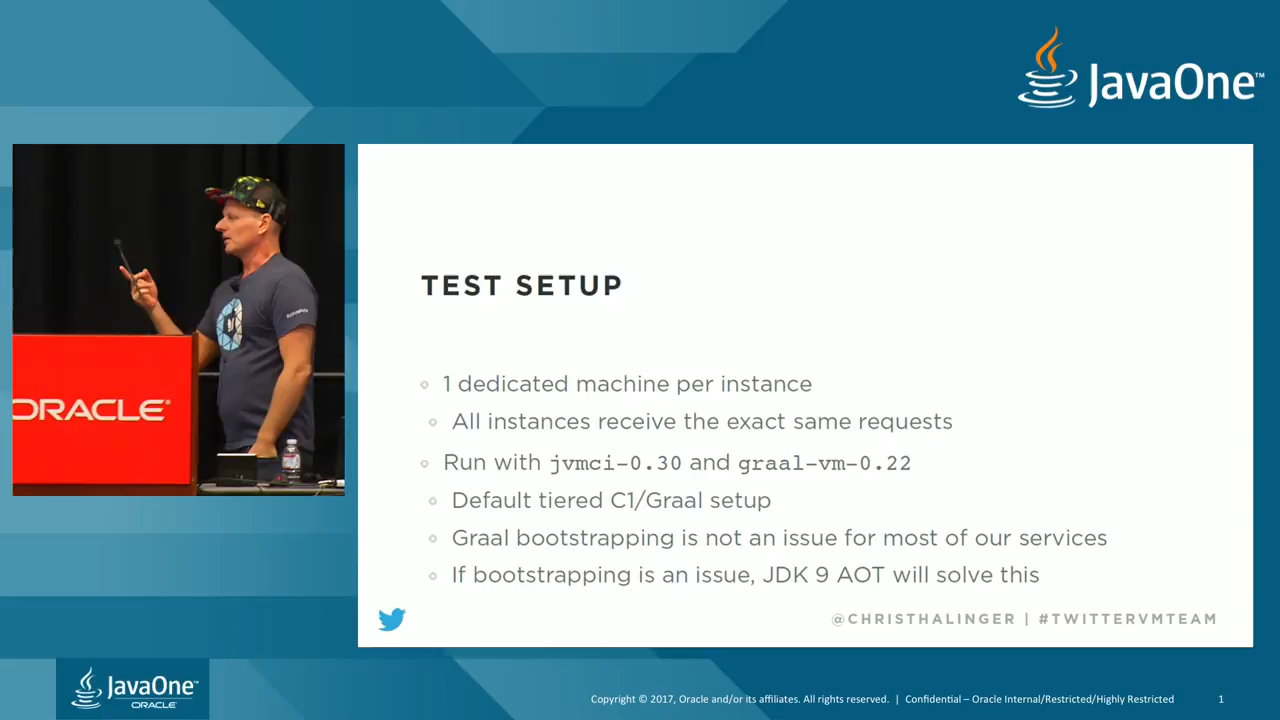 JavaOne™
TEST SETUP
1 dedicated machine per instance
All instances receive the exact same requests
Run with jvmci-0.30 and graal-vm-0.22
Default tiered C1/Graal setup
Graal bootstrapping is not an issue for most of our services
If bootstrapping is an issue, JDK 9 AOT will solve this
@CHRISTHALINGER | #TWITTERVMTEAM
ORACLE®
JavaOne™
ORACLE
Copyright © 2017, Oracle and/or its affiliates. All rights reserved. | Confidential – Oracle Internal/Restricted/Highly Restricted 1